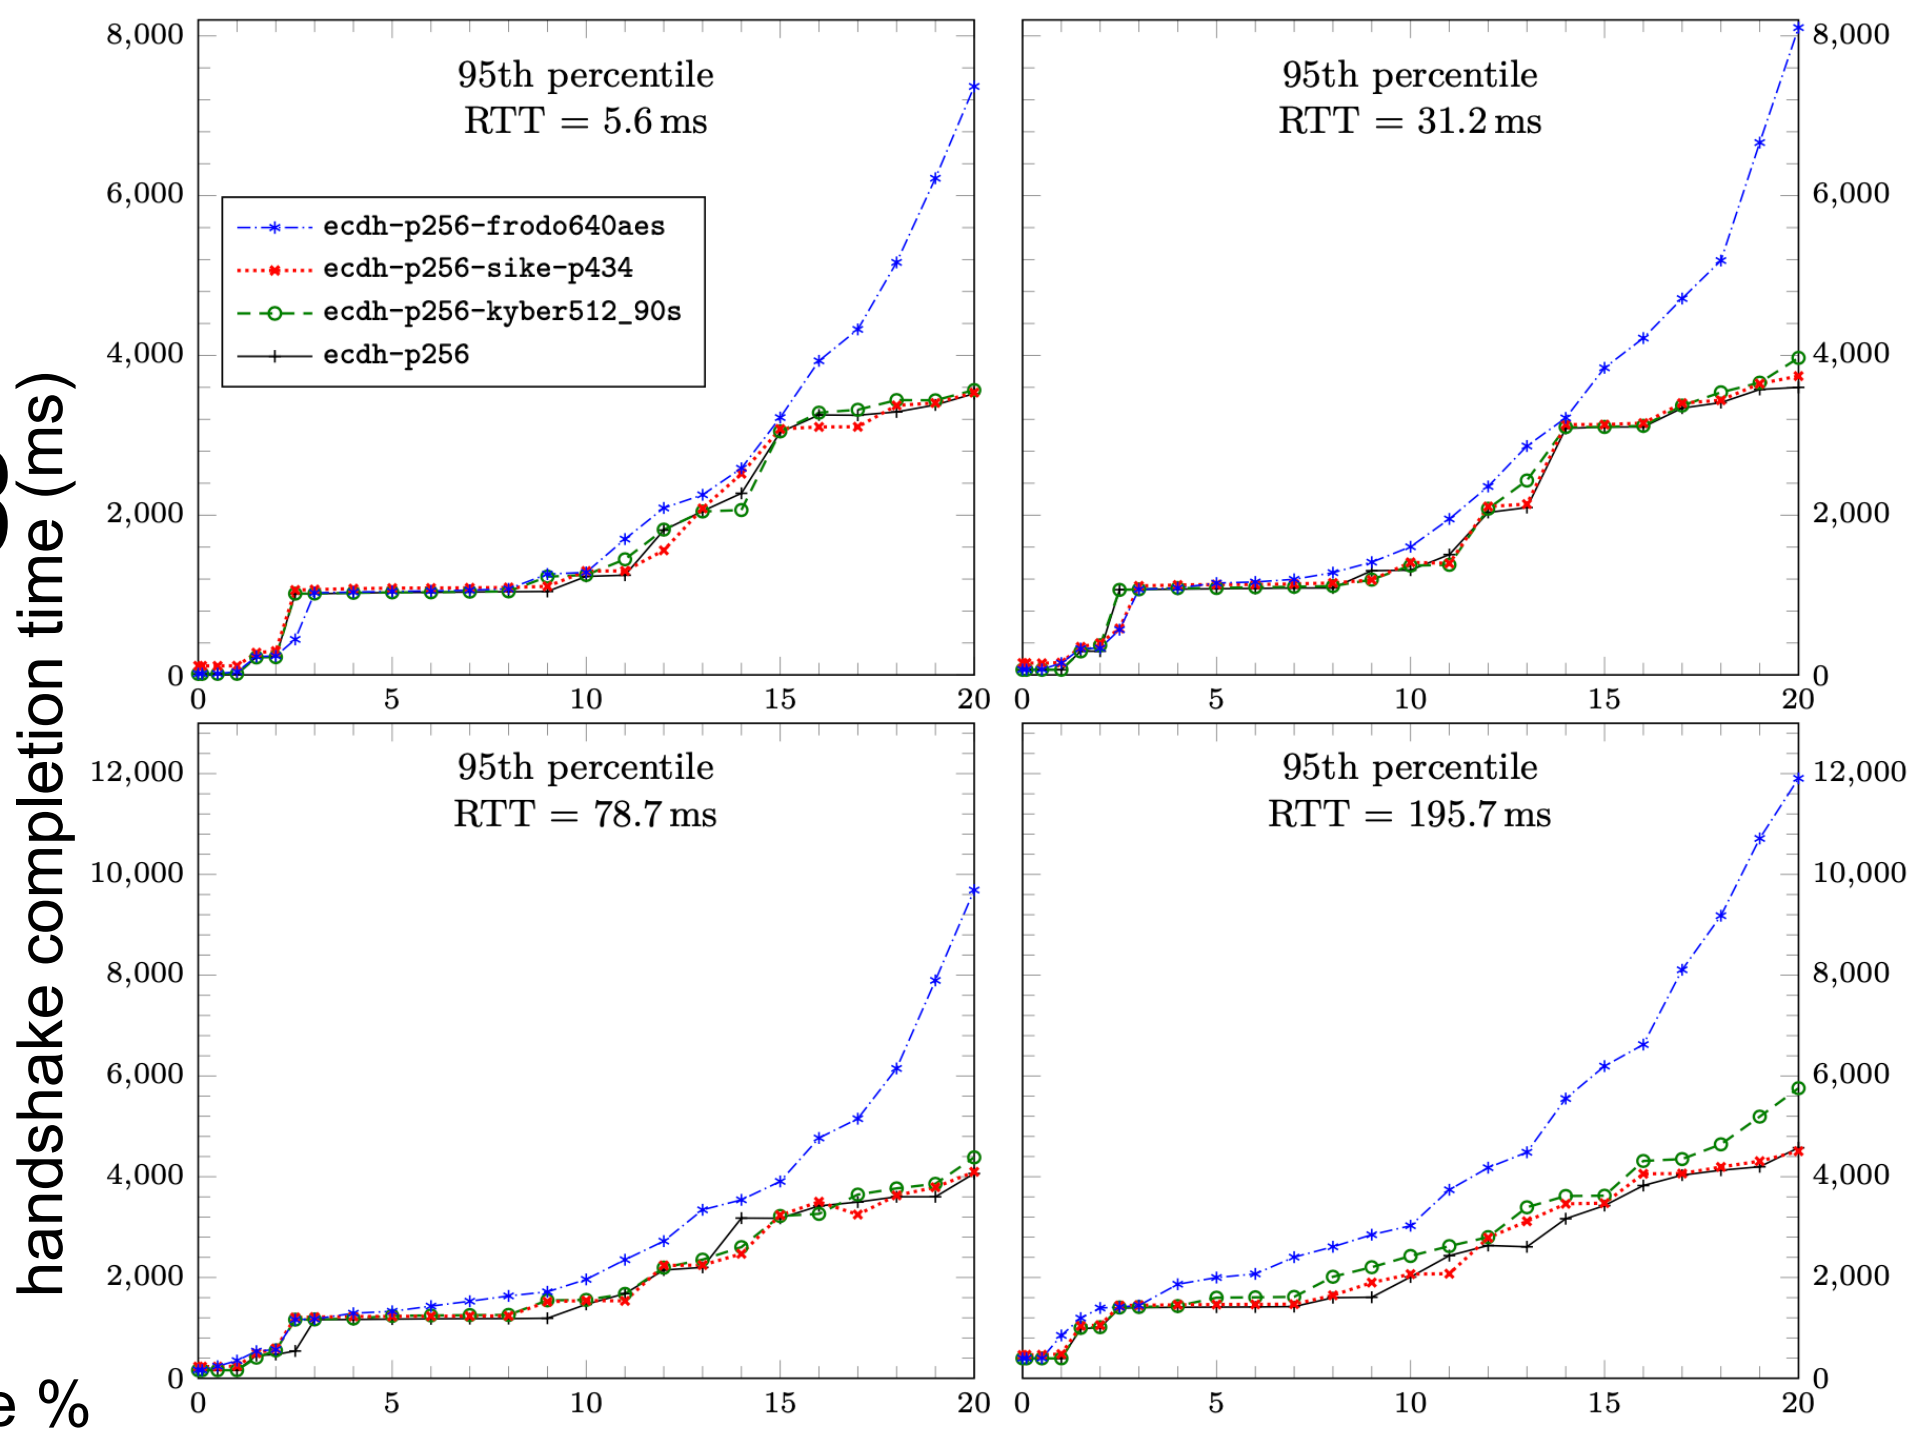 handshake completion time (ms)
8,000
6,000
4,000
2,000
0
95th percentile
RTT = 5.6 ms
ecdh-p256-frodo640aes
ecdh-p256-sike-p434
ecdh-p256-kyber512_90s
ecdh-p256
0 5 10 15 20
95th percentile
RTT = 31.2 ms
8,000
6,000
4,000
2,000
0
0 5 10 15 20
12,000
10,000
8,000
6,000
4,000
2,000
0
95th percentile
RTT = 78.7 ms
0 5 10 15 20
95th percentile
RTT = 195.7 ms
12,000
10,000
8,000
6,000
4,000
2,000
0
0 5 10 15 20
e %